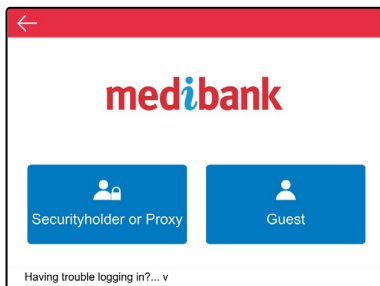 medibank
Securityholder or Proxy
Guest
Having trouble logging in?... v